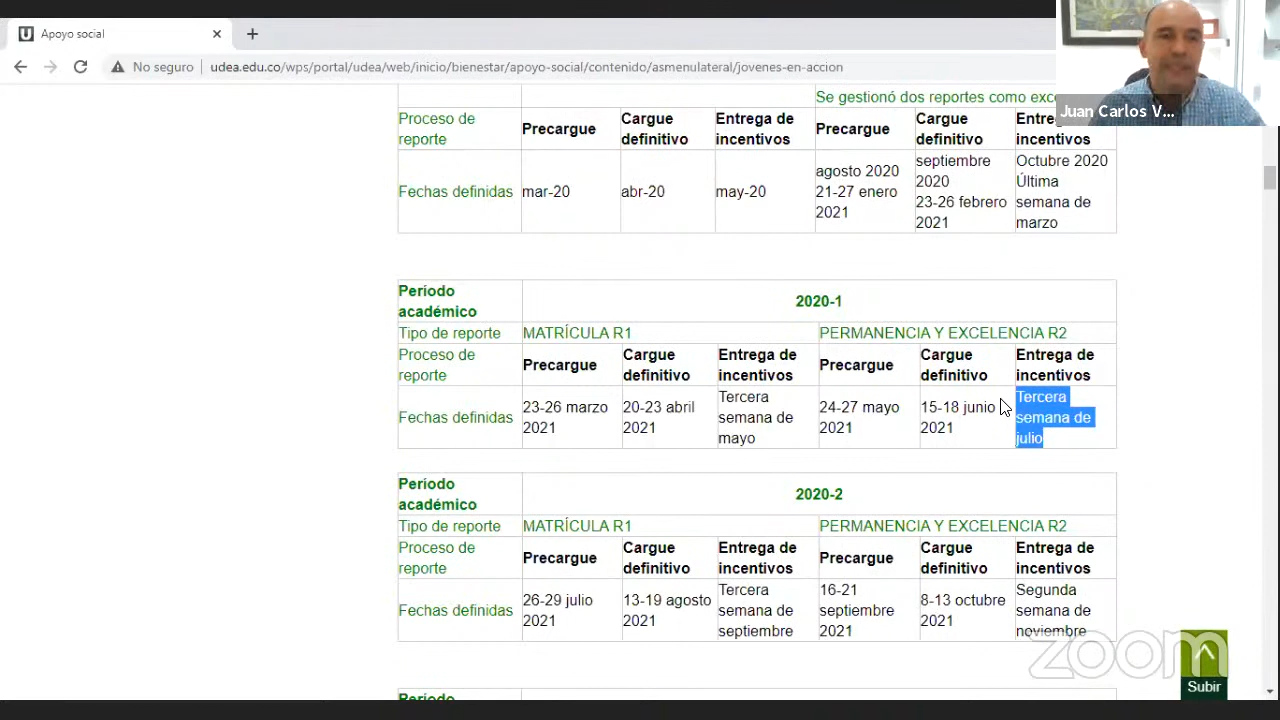 Apoyo social
No seguro
udea.edu.co/wps/portal/udea/web/inicio/bienestar/apoyo-social/contenido/asmenulateral/jovenes-en-accion
Juan Carlos V...
Se gestionó dos reportes como exc
Proceso de
reporte
Precargue
Cargue
definitivo
Entrega de
incentivos
Precargue
Cargue
definitivo
Entre
incentivos
Fechas definidas
mar-20
abr-20
may-20
agosto 2020
21-27 enero
2021
septiembre
2020
23-26 febrero
2021
Octubre 2020
Última
semana de
marzo
Período
académico
2020-1
Tipo de reporte
MATRÍCULA R1
PERMANENCIA Y EXCELENCIA R2
Proceso de
reporte
Precargue
Cargue
definitivo
Entrega de
incentivos
Precargue
Cargue
definitivo
Entrega de
incentivos
Fechas definidas
23-26 marzo
2021
20-23 abril
2021
Tercera
semana de
mayo
24-27 mayo
2021
15-18 junio
2021
Tercera
semana de
julio
Período
académico
2020-2
Tipo de reporte
MATRÍCULA R1
PERMANENCIA Y EXCELENCIA R2
Proceso de
reporte
Precargue
Cargue
definitivo
Entrega de
incentivos
Precargue
Cargue
definitivo
Entrega de
incentivos
Fechas definidas
26-29 julio
2021
13-19 agosto
2021
Tercera
semana de
septiembre
16-21
septiembre
2021
8-13 octubre
2021
Segunda
semana de
noviembre
zoom
Subir
Período